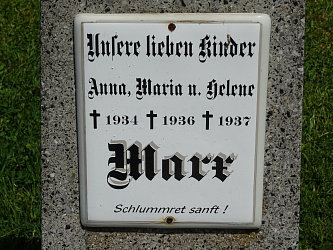 Unsere lieben Kinder
Anna, Maria u. Helene
† 1934 † 1936 † 1937
Marx
Schlummret sanft !